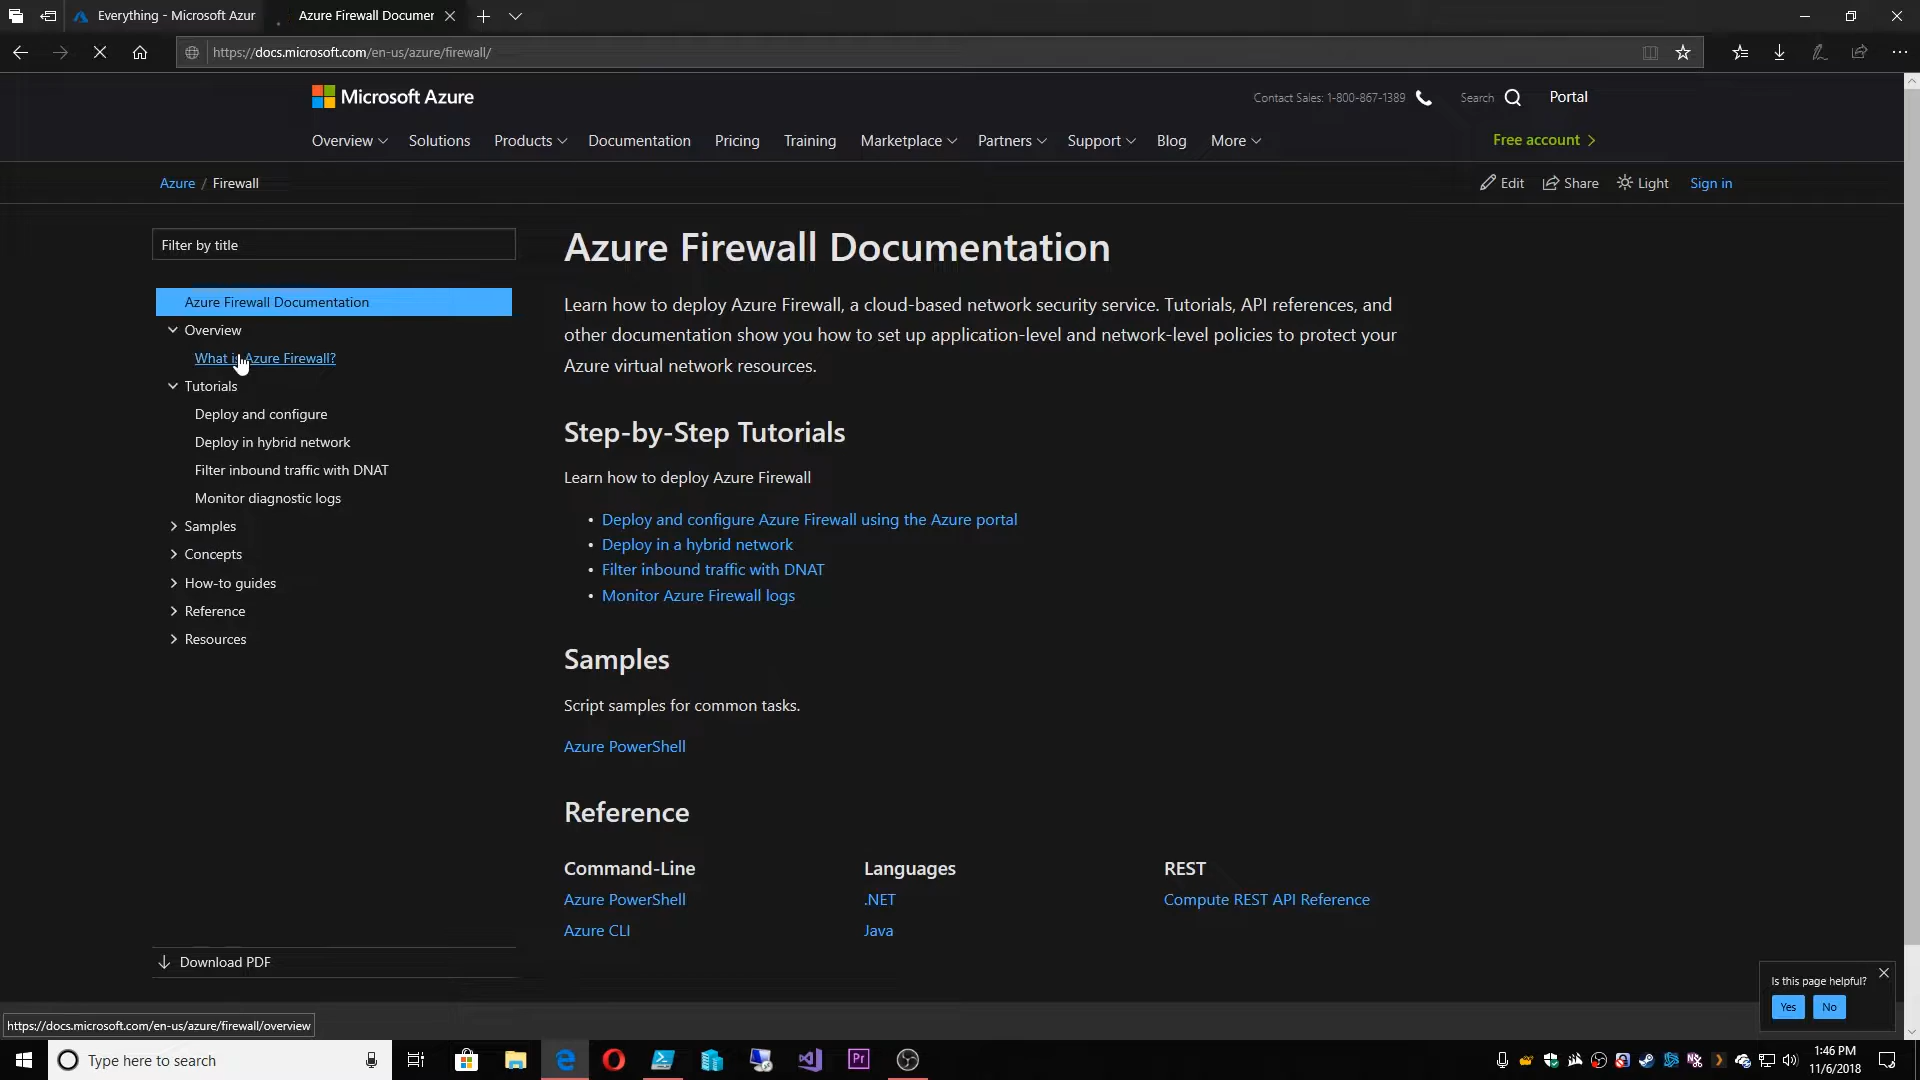 Everything - Microsoft Azur
Azure Firewall Documer
https://docs.microsoft.com/en-us/azure/firewall/
Microsoft Azure
Contact Sales: 1-800-867-1389
Search
Portal
Overview
Solutions
Products
Documentation
Pricing
Training
Marketplace
Partners
Support
Blog
More
Free account
Azure / Firewall
Edit
Share
Light
Sign in
Filter by title
Azure Firewall Documentation
Overview
What is Azure Firewall?
Tutorials
Deploy and configure
Deploy in hybrid network
Filter inbound traffic with DNAT
Monitor diagnostic logs
Samples
Concepts
How-to guides
Reference
Resources
Download PDF
Azure Firewall Documentation
Learn how to deploy Azure Firewall, a cloud-based network security service. Tutorials, API references, and
other documentation show you how to set up application-level and network-level policies to protect your
Azure virtual network resources.
Step-by-Step Tutorials
Learn how to deploy Azure Firewall
• Deploy and configure Azure Firewall using the Azure portal
• Deploy in a hybrid network
• Filter inbound traffic with DNAT
• Monitor Azure Firewall logs
Samples
Script samples for common tasks.
Azure PowerShell
Reference
Command-Line
Azure PowerShell
Azure CLI
Languages
.NET
Java
REST
Compute REST API Reference
Is this page helpful?
Yes
No
https://docs.microsoft.com/en-us/azure/firewall/overview
Type here to search
Pr
1:46 PM
11/6/2018